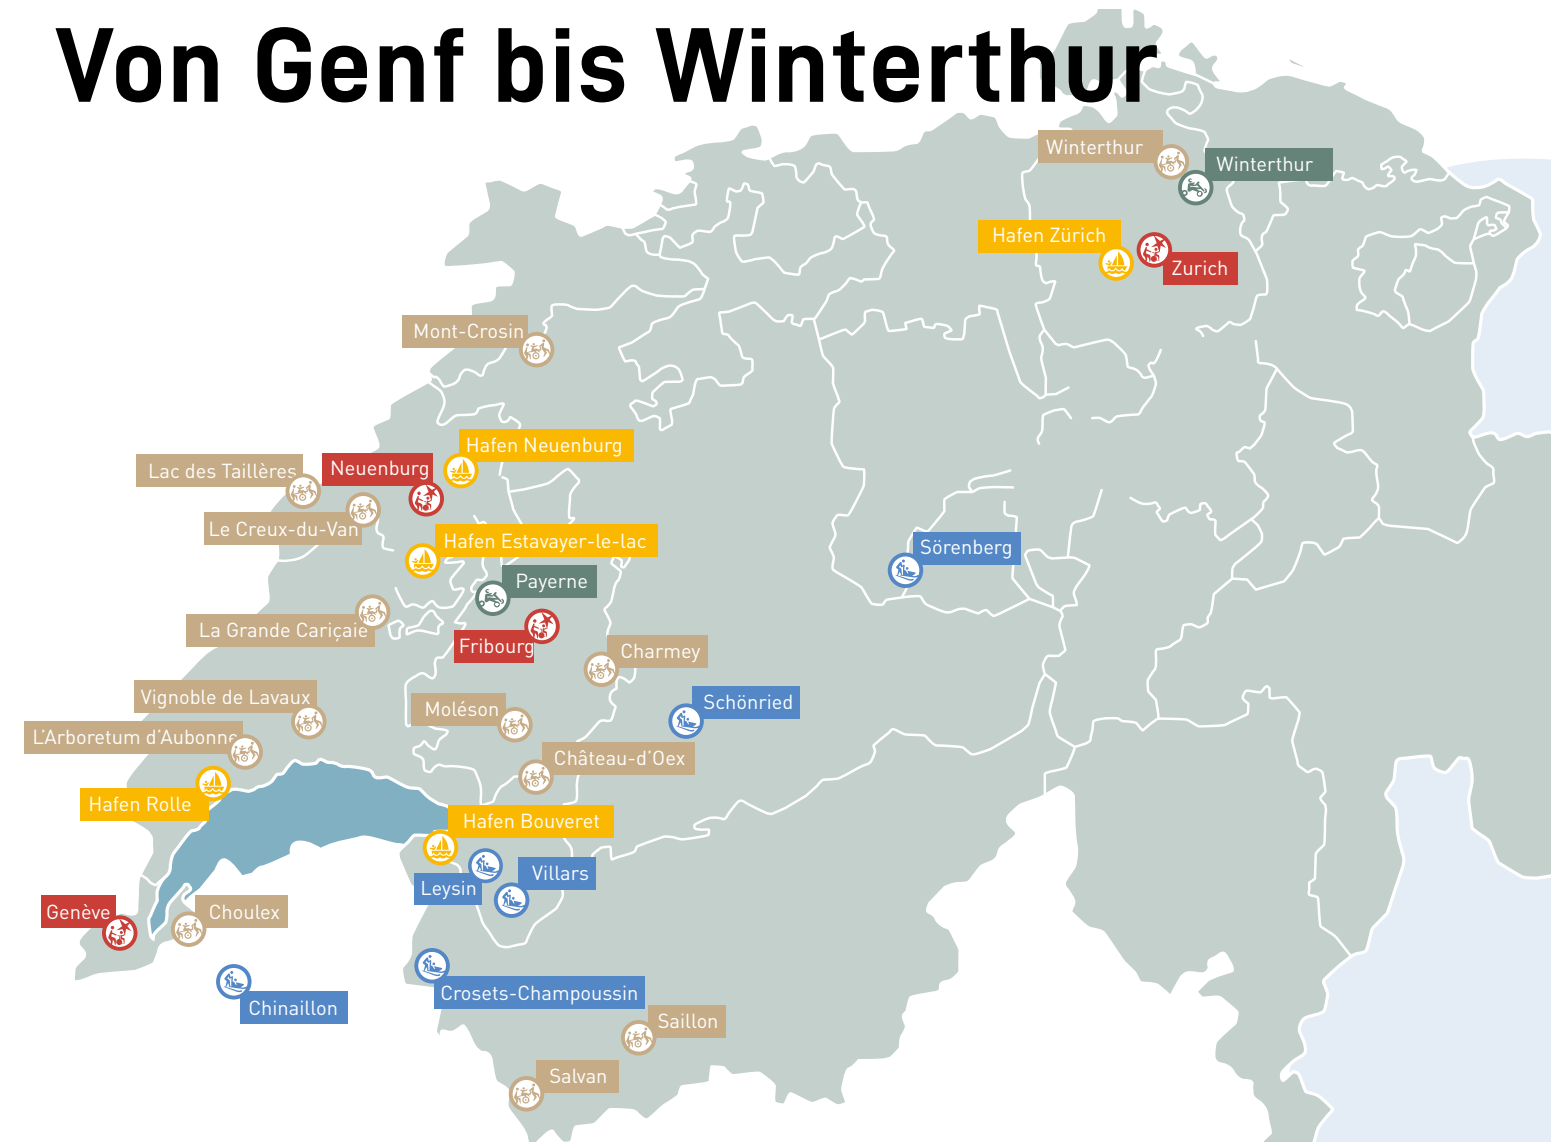 Von Genf bis Winterthur
Winterthur
Winterthur
Hafen Zürich
Zurich
Mont-Crosin
Hafen Neuenburg
Lac des Taillères
Neuenburg
Le Creux-du-Van
Hafen Estavayer-le-lac
Sörenberg
Payerne
La Grande Cariçaie
Fribourg
Charmey
Vignoble de Lavaux
Schönried
Moléson
L'Arboretum d'Aubonne
Château-d'Oex
Hafen Rolle
Hafen Bouveret
Villars
Leysin
Genève
Choulex
Crosets-Champoussin
Chinaillon
Saillon
Salvan